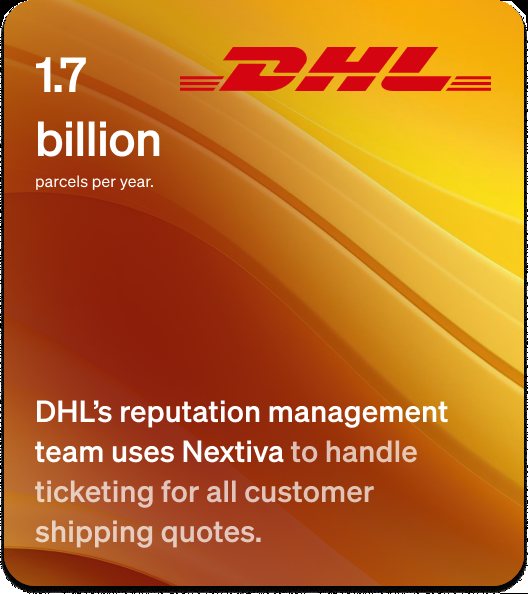 1.7
DHL
billion
parcels per year.
DHL’s reputation management
team uses Nextiva to handle
ticketing for all customer
shipping quotes.